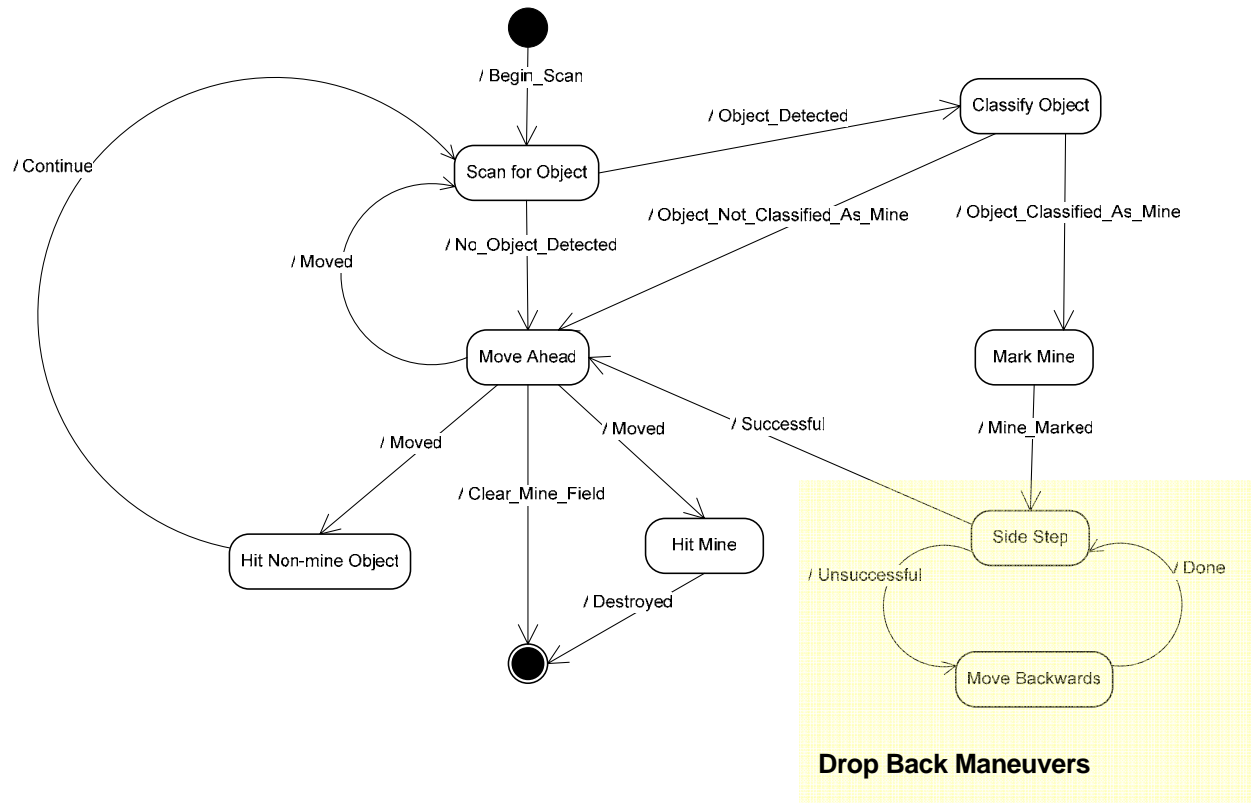 / Begin_Scan
Classify Object
/ Object_Detected
/ Continue
Scan for Object
/ Object_Not_Classified_As_Mine
/ Object_Classified_As_Mine
/ No_Object_Detected
/ Moved
Move Ahead
Mark Mine
/ Successful
/ Mine_Marked
/ Moved
/ Moved
/ Clear_Mine_Field
Side Step
Hit Mine
Hit Non-mine Object
/ Unsuccessful
/ Done
/ Destroyed
Move Backwards
Drop Back Maneuvers